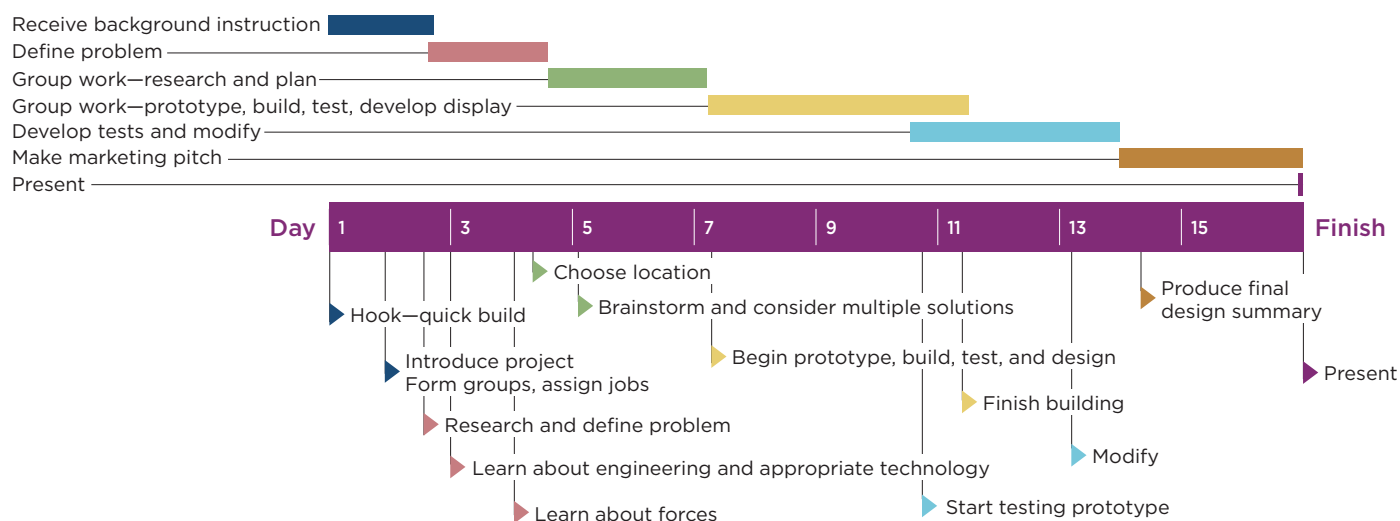 Receive background instruction
Define problem
Group work—research and plan
Group work—prototype, build, test, develop display
Develop tests and modify
Make marketing pitch
Present
Day 1 3 5 7 9 11 13 15 Finish
Choose location
Brainstorm and consider multiple solutions
Produce final
design summary
Hook—quick build
Introduce project
Form groups, assign jobs
Begin prototype, build, test, and design
Present
Finish building
Research and define problem
Modify
Learn about engineering and appropriate technology
Start testing prototype
Learn about forces